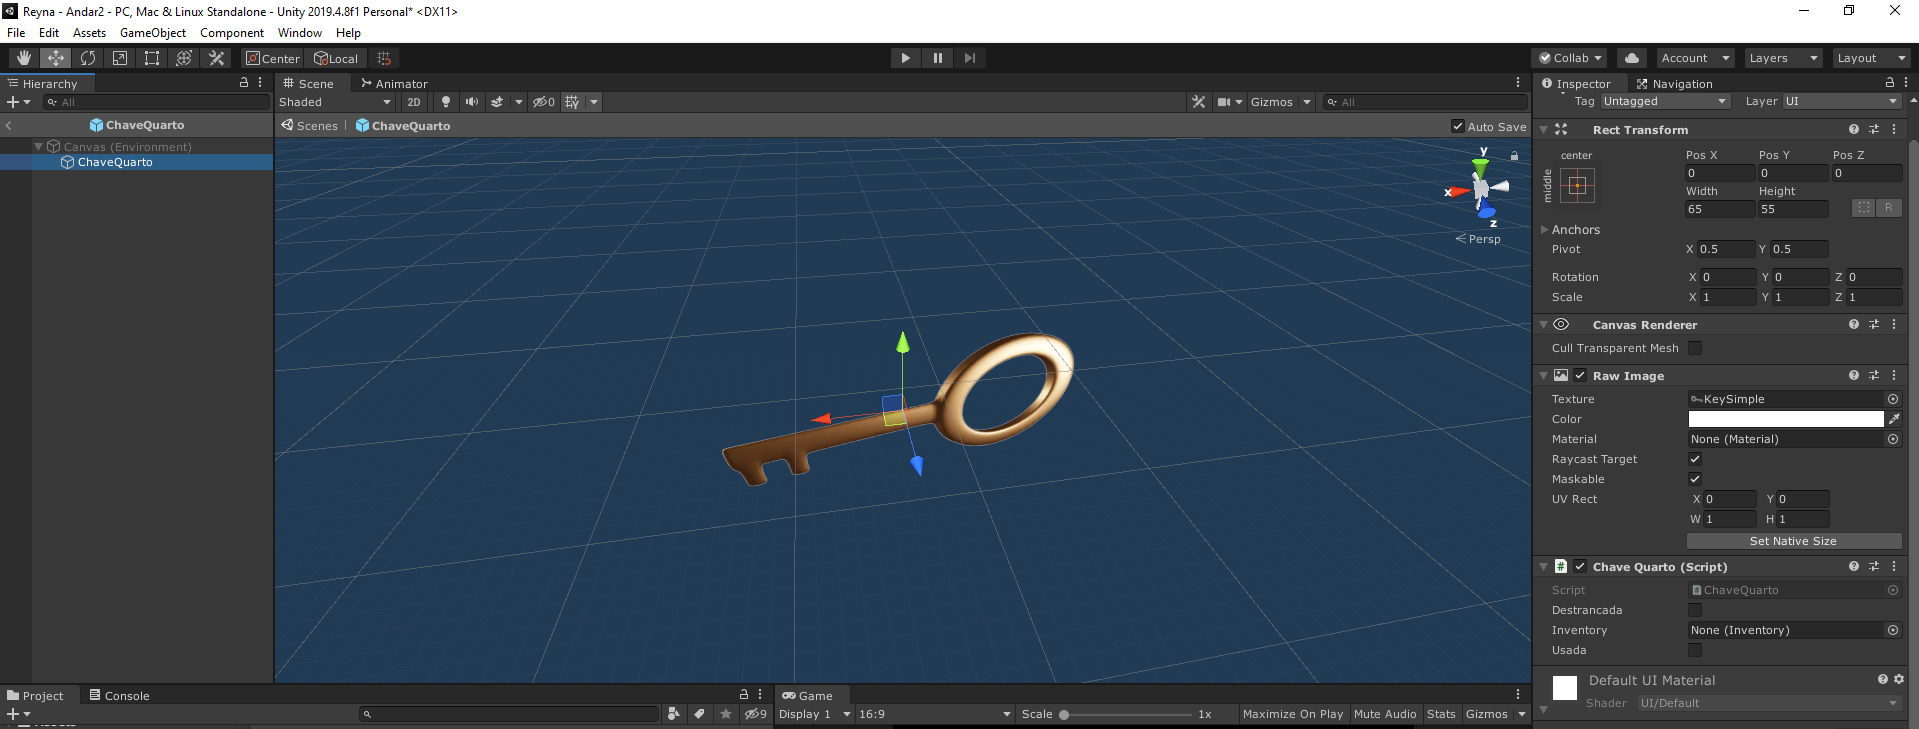 Reyna - Andar2 - PC, Mac & Linux Standalone - Unity 2019.4.8f1 Personal* <DX11>
File Edit Assets GameObject Component Window Help
Center Local Collab Account Layers Layout
Hierarchy
All
ChaveQuarto
Canvas (Environment)
ChaveQuarto
Scene Animator
Shaded 2D 0 Gizmos All
Scenes ChaveQuarto Auto Save
y
x
z
Persp
Inspector Navigation
Tag Untagged Layer UI
Rect Transform
center
middle
Pos X Pos Y Pos Z
0 0 0
Width Height
65 55 R
Anchors
Pivot X 0.5 Y 0.5
Rotation X 0 Y 0 Z 0
Scale X 1 Y 1 Z 1
Canvas Renderer
Cull Transparent Mesh
Raw Image
Texture KeySimple
Color
Material None (Material)
Raycast Target
Maskable
UV Rect X 0 Y 0
W 1 H 1
Set Native Size
# Chave Quarto (Script)
Script # ChaveQuarto
Destrancada
Inventory None (Inventory)
Usada
Default UI Material
Shader UI/Default
Project Console
9
Assets
Game
Display 1 16:9 Scale 1x Maximize On Play Mute Audio Stats Gizmos